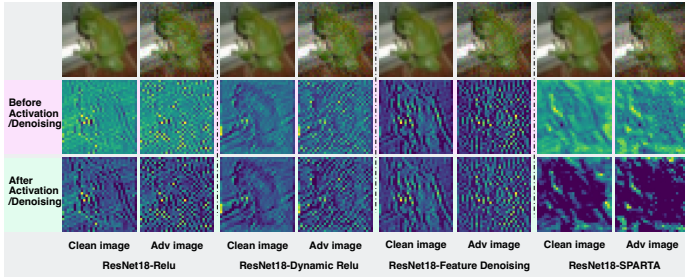 Before
Activation
/Denoising
After
Activation
/Denoising
Clean image Adv image Clean image Adv image Clean image Adv image Clean image Adv image
ResNet18-Relu ResNet18-Dynamic Relu ResNet18-Feature Denoising ResNet18-SPARTA